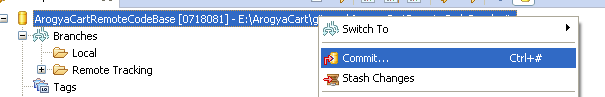 ArogyaCartRemoteCodeBase [0718081] - E:\ArogyaCart\
Branches
Local
Remote Tracking
Tags
Switch To
Commit... Ctrl+#
Stash Changes